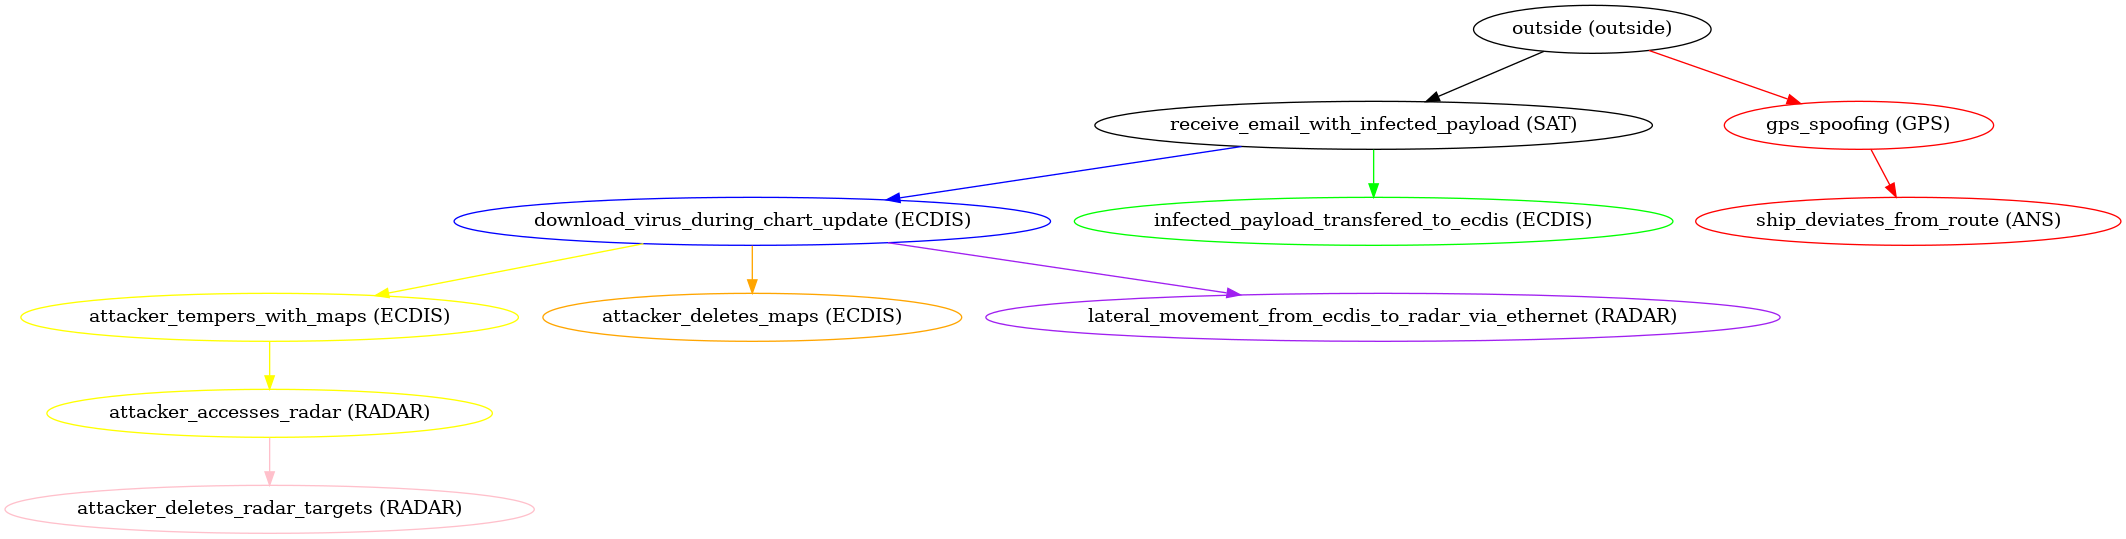 outside (outside)
receive_email_with_infected_payload (SAT)
gps_spoofing (GPS)
download_virus_during_chart_update (ECDIS)
infected_payload_transfered_to_ecdis (ECDIS)
ship_deviates_from_route (ANS)
attacker_tempers_with_maps (ECDIS)
attacker_deletes_maps (ECDIS)
lateral_movement_from_ecdis_to_radar_via_ethernet (RADAR)
attacker_accesses_radar (RADAR)
attacker_deletes_radar_targets (RADAR)